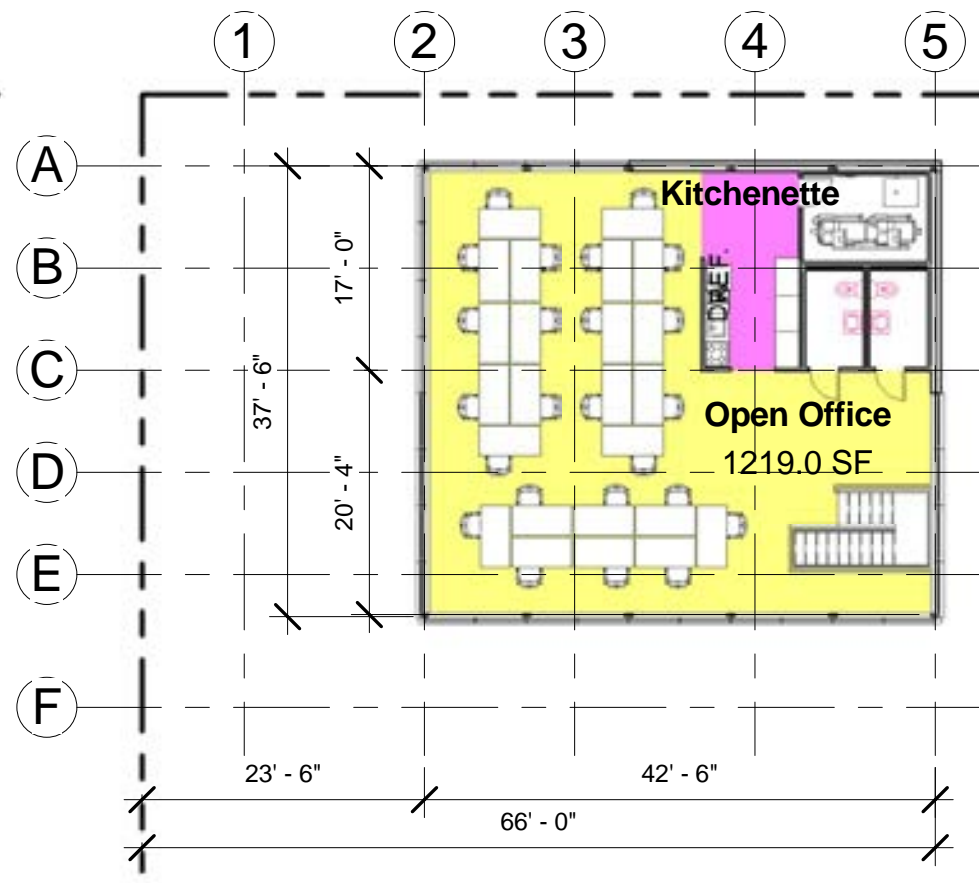 1
2
3
4
5
A
Kitchenette
B
17' - 0"
DREF.
C
37' - 6"
Open Office
D
1219.0 SF
20' - 4"
E
F
23' - 6"
42' - 6"
66' - 0"